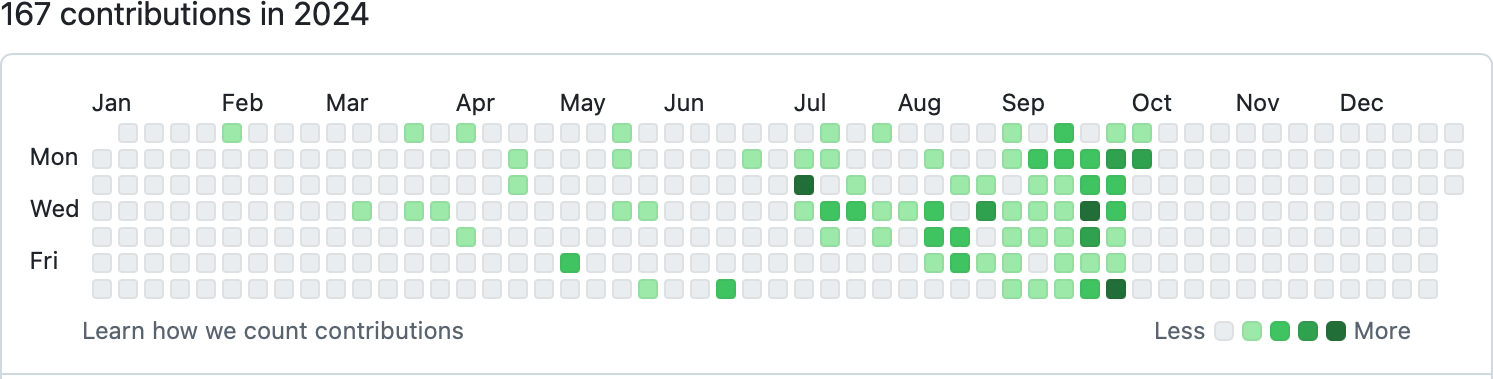 167 contributions in 2024
Jan Feb Mar Apr May Jun Jul Aug Sep Oct Nov Dec
Mon
Wed
Fri
Learn how we count contributions Less More